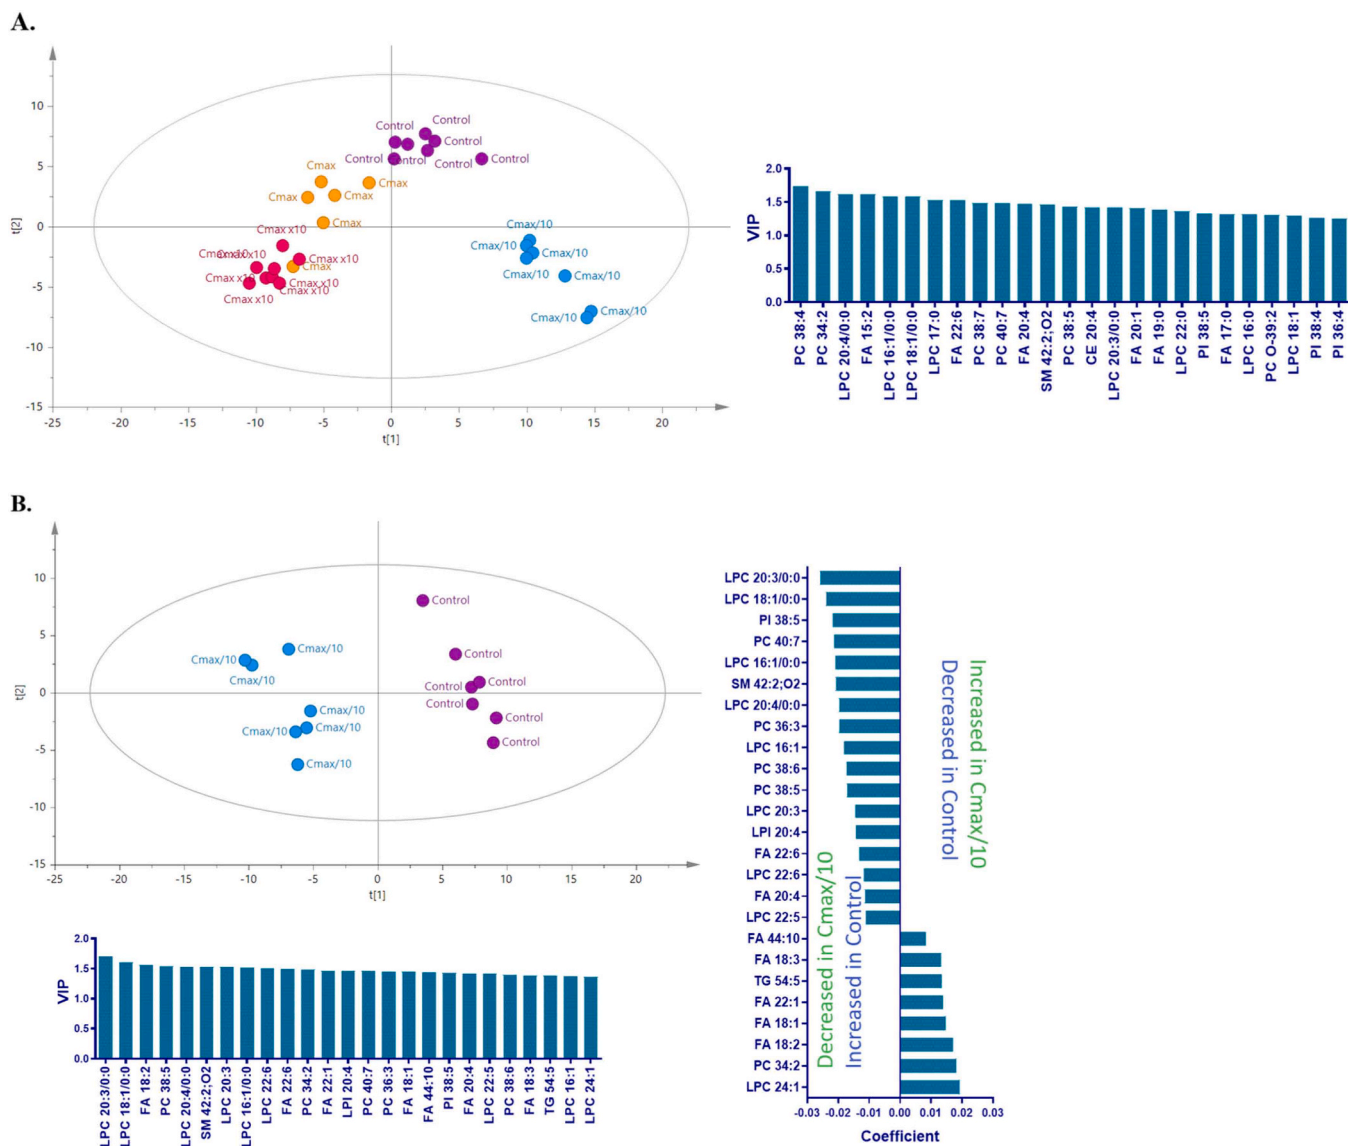 A.
10
5
0
-5
-10
-15
t[2]
-25
-20
-15
-10
-5
0
5
10
15
20
t[1]
Control
Control
Control
Control
Control
Control
Control
Cmax
Cmax
Cmax
Cmax
Cmax
Cmax
Cmax x10
Cmax x10
Cmax x10
Cmax x10
Cmax x10
Cmax x10
Cmax x10
Cmax/10
Cmax/10
Cmax/10
Cmax/10
Cmax/10
Cmax/10
Cmax/10
2.0
1.5
1.0
0.5
0.0
VIP
PC 38:4
PC 34:2
LPC 20:4/0:0
FA 15:2
LPC 16:1/0:0
LPC 18:1/0:0
LPC 17:0
FA 22:6
PC 38:7
PC 40:7
FA 20:4
SM 42:2;O2
PC 38:5
CE 20:4
LPC 20:3/0:0
FA 20:1
FA 19:0
LPC 22:0
PI 38:5
FA 17:0
LPC 16:0
PC O-39:2
LPC 18:1
PI 38:4
PI 36:4
B.
10
5
0
-5
-10
-15
t[2]
-25
-20
-15
-10
-5
0
5
10
15
20
t[1]
Control
Control
Control
Control
Control
Control
Control
Cmax/10
Cmax/10
Cmax/10
Cmax/10
Cmax/10
Cmax/10
Cmax/10
2.0
1.5
1.0
0.5
0.0
VIP
LPC 20:3/0:0
LPC 18:1/0:0
FA 18:2
PC 38:5
LPC 20:4/0:0
SM 42:2;O2
LPC 20:3
LPC 16:1/0:0
LPC 22:6
FA 22:6
PC 34:2
FA 22:1
LPI 20:4
PC 40:7
PC 36:3
FA 18:1
FA 44:10
PI 38:5
FA 20:4
LPC 22:5
PC 38:6
FA 18:3
TG 54:5
LPC 16:1
LPC 24:1
LPC 20:3/0:0
LPC 18:1/0:0
PI 38:5
PC 40:7
LPC 16:1/0:0
SM 42:2;O2
LPC 20:4/0:0
PC 36:3
LPC 16:1
PC 38:6
PC 38:5
LPC 20:3
LPI 20:4
FA 22:6
LPC 22:6
FA 20:4
LPC 22:5
FA 44:10
FA 18:3
TG 54:5
FA 22:1
FA 18:1
FA 18:2
PC 34:2
LPC 24:1
Increased in Cmax/10
Decreased in Control
Decreased in Cmax/10
Increased in Control
-0.03
-0.02
-0.01
0.00
0.01
0.02
0.03
0.03
Coefficient